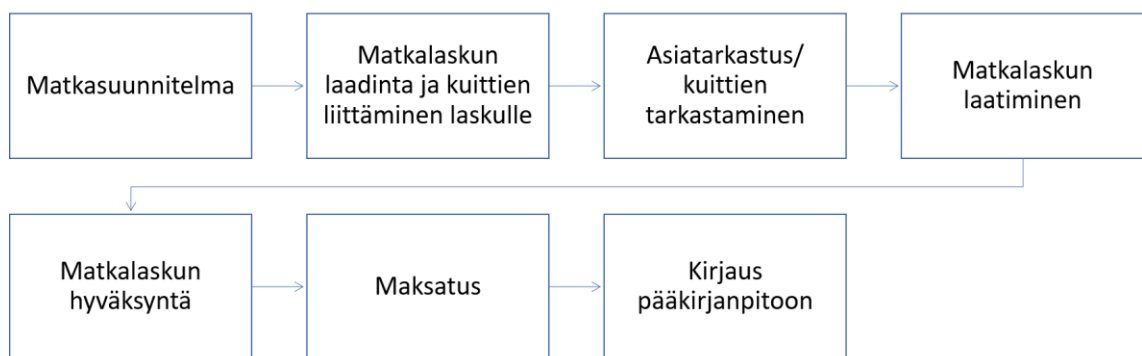 Matkasuunnitelma
Matkalaskun
laadinta ja kuittien
liittäminen laskulle
Asiatarkastus/
kuittien
tarkastaminen
Matkalaskun
laatiminen
Matkalaskun
hyväksyntä
Maksatus
Kirjaus
pääkirjanpitoon